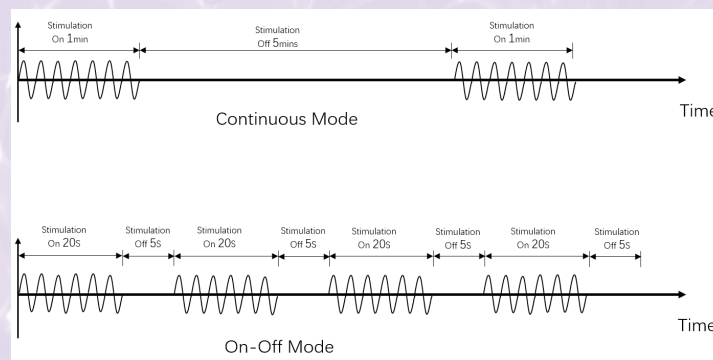 Stimulation
On 1min
Stimulation
Off 5mins
Stimulation
On 1min
Continuous Mode
Time
Stimulation
On 20S
Stimulation
Off 5S
Stimulation
On 20S
Stimulation
Off 5S
Stimulation
On 20S
Stimulation
Off 5S
Stimulation
On 20S
Stimulation
Off 5S
Time
On-Off Mode